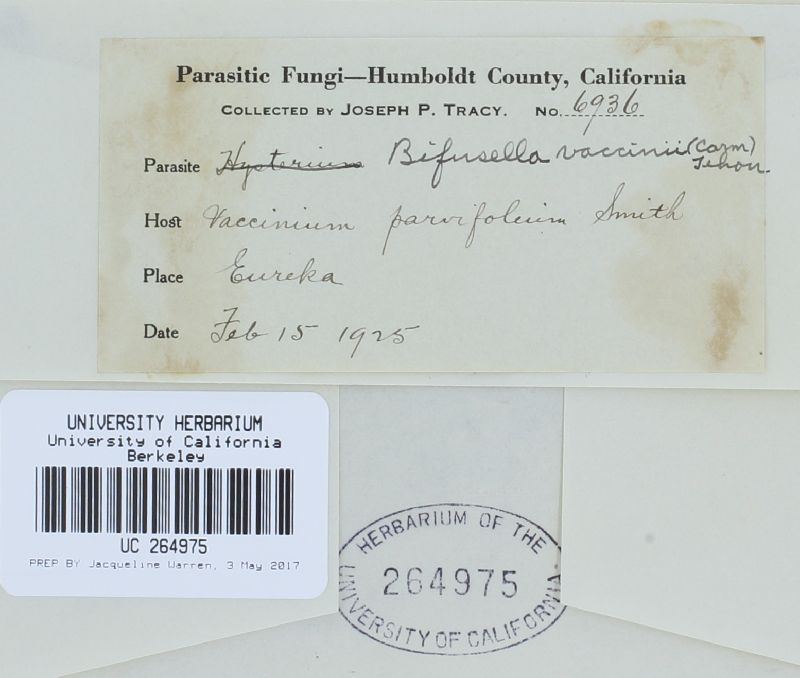 Parasitic Fungi—Humboldt County, California
COLLECTED BY JOSEPH P. TRACY. No. 6936
Parasite Hysterium Bifusella vaccinii (Carm)
Tehon.
Host Vaccinium parvifolium Smith
Place Eureka
Date Feb 15 1925
UNIVERSITY HERBARIUM
University of California
Berkeley
UC 264975
PREP BY Jacqueline Warren, 3 May 2017
HERBARIUM OF THE
264975
UNIVERSITY OF CALIFORNIA.